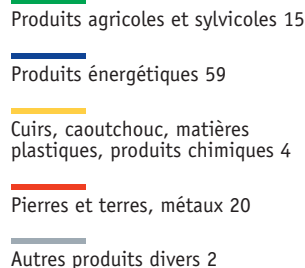 Produits agricoles et sylvicoles 15
Produits énergétiques 59
Cuirs, caoutchouc, matières
plastiques, produits chimiques 4
Pierres et terres, métaux 20
Autres produits divers 2